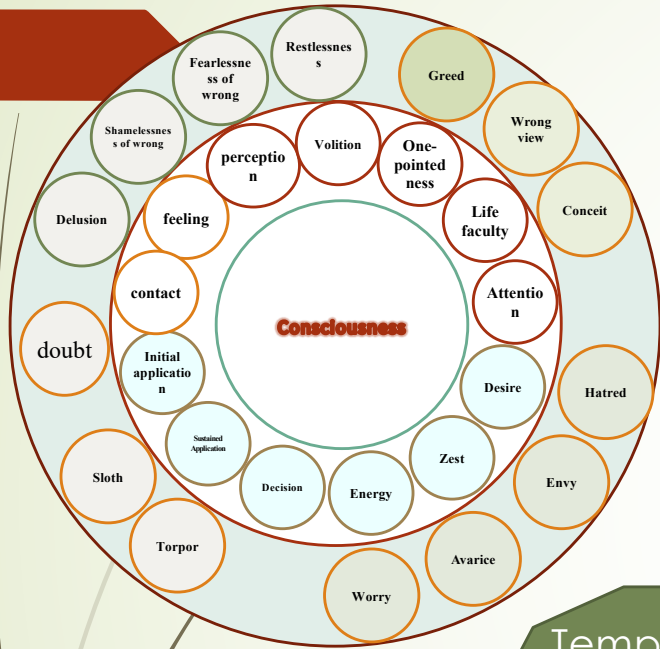 Restlessnes
s
Fearlessne
ss of
wrong
Greed
Shamelessnes
s of wrong
Wrong
view
perceptio
n
Volition
One-
pointed
ness
Delusion
feeling
Life
faculty
Conceit
contact
Attentio
n
Consciousness
doubt
Initial
applicatio
n
Desire
Hatred
Sustained
Application
Zest
Sloth
Decision
Energy
Envy
Torpor
Avarice
Worry
Temp